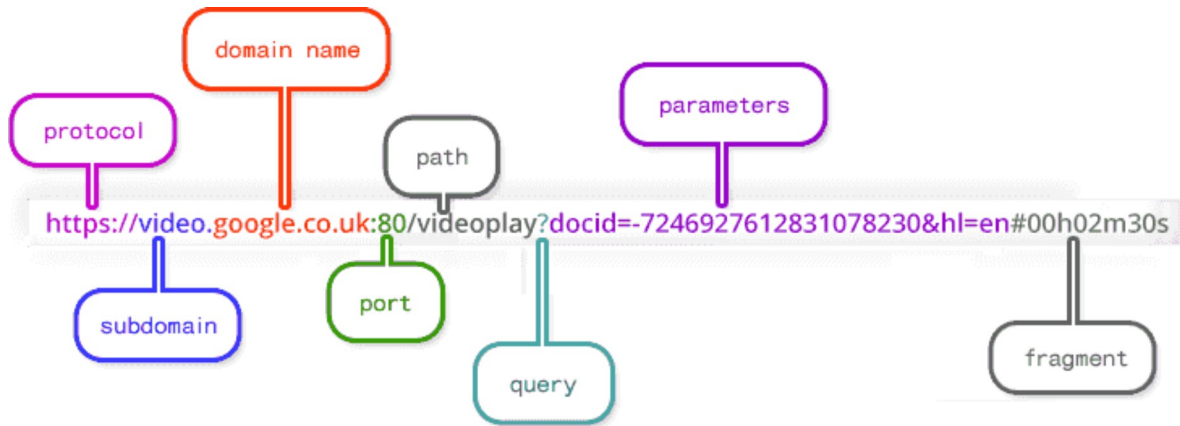 domain name
parameters
protocol
path
https://video.google.co.uk:80/videoplay?docid=-7246927612831078230&hl=en#00h02m30s
port
subdomain
fragment
query